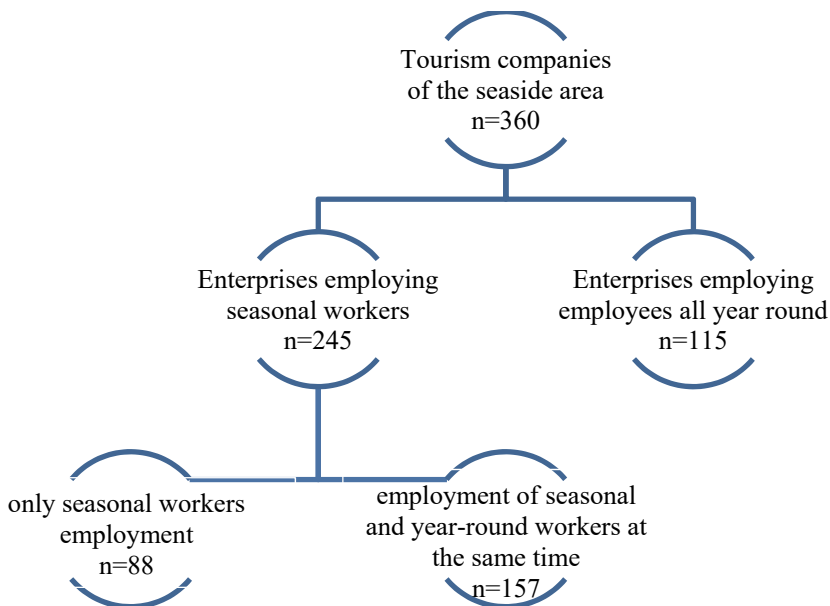 Tourism companies
of the seaside area
n=360
Enterprises employing
seasonal workers
n=245
Enterprises employing
employees all year round
n=115
only seasonal workers
employment
n=88
employment of seasonal
and year-round workers at
the same time
n=157